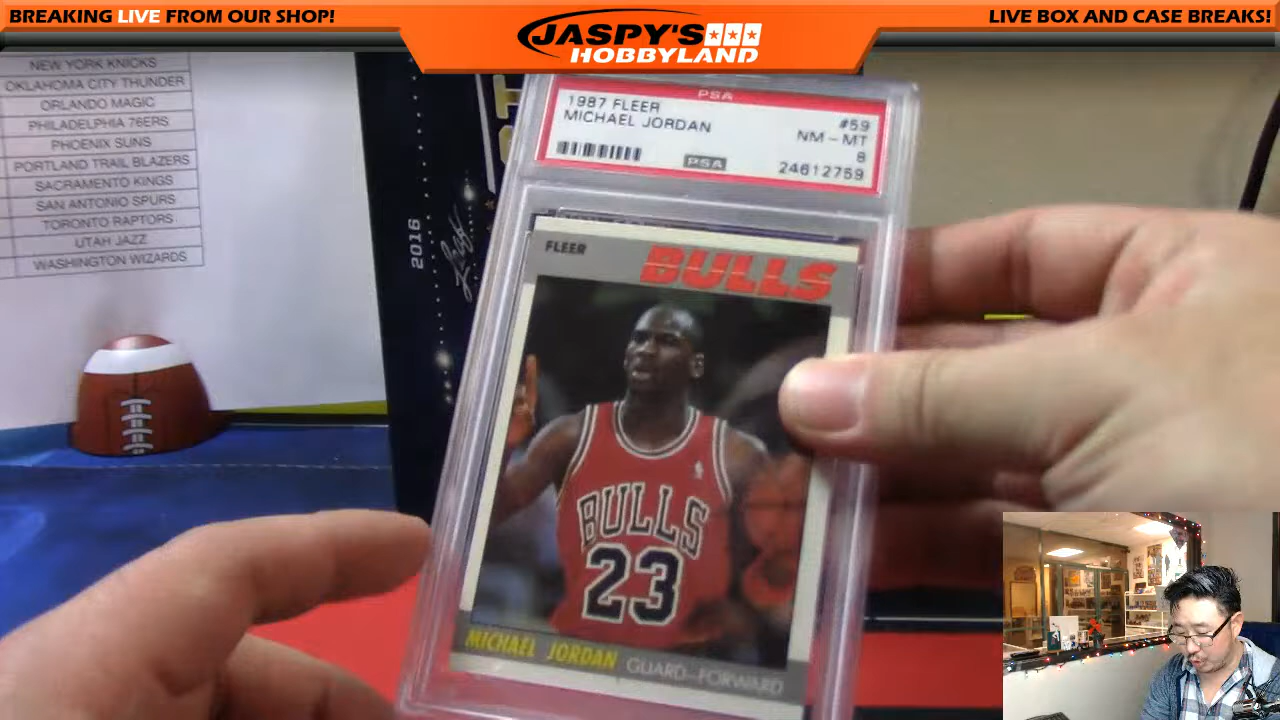 BREAKING LIVE FROM OUR SHOP!
JASPY'S
HOBBYLAND
LIVE BOX AND CASE BREAKS!
NEW YORK KNICKS
OKLAHOMA CITY THUNDER
ORLANDO MAGIC
PHILADELPHIA 76ERS
PHOENIX SUNS
PORTLAND TRAIL BLAZERS
SACRAMENTO KINGS
SAN ANTONIO SPURS
TORONTO RAPTORS
UTAH JAZZ
WASHINGTON WIZARDS
2016
Leaf
PSA
1987 FLEER
MICHAEL JORDAN
#59
NM - MT
8
PSA
24612759
FLEER
BULLS
BULLS
23
MICHAEL JORDAN GUARD-FORWARD